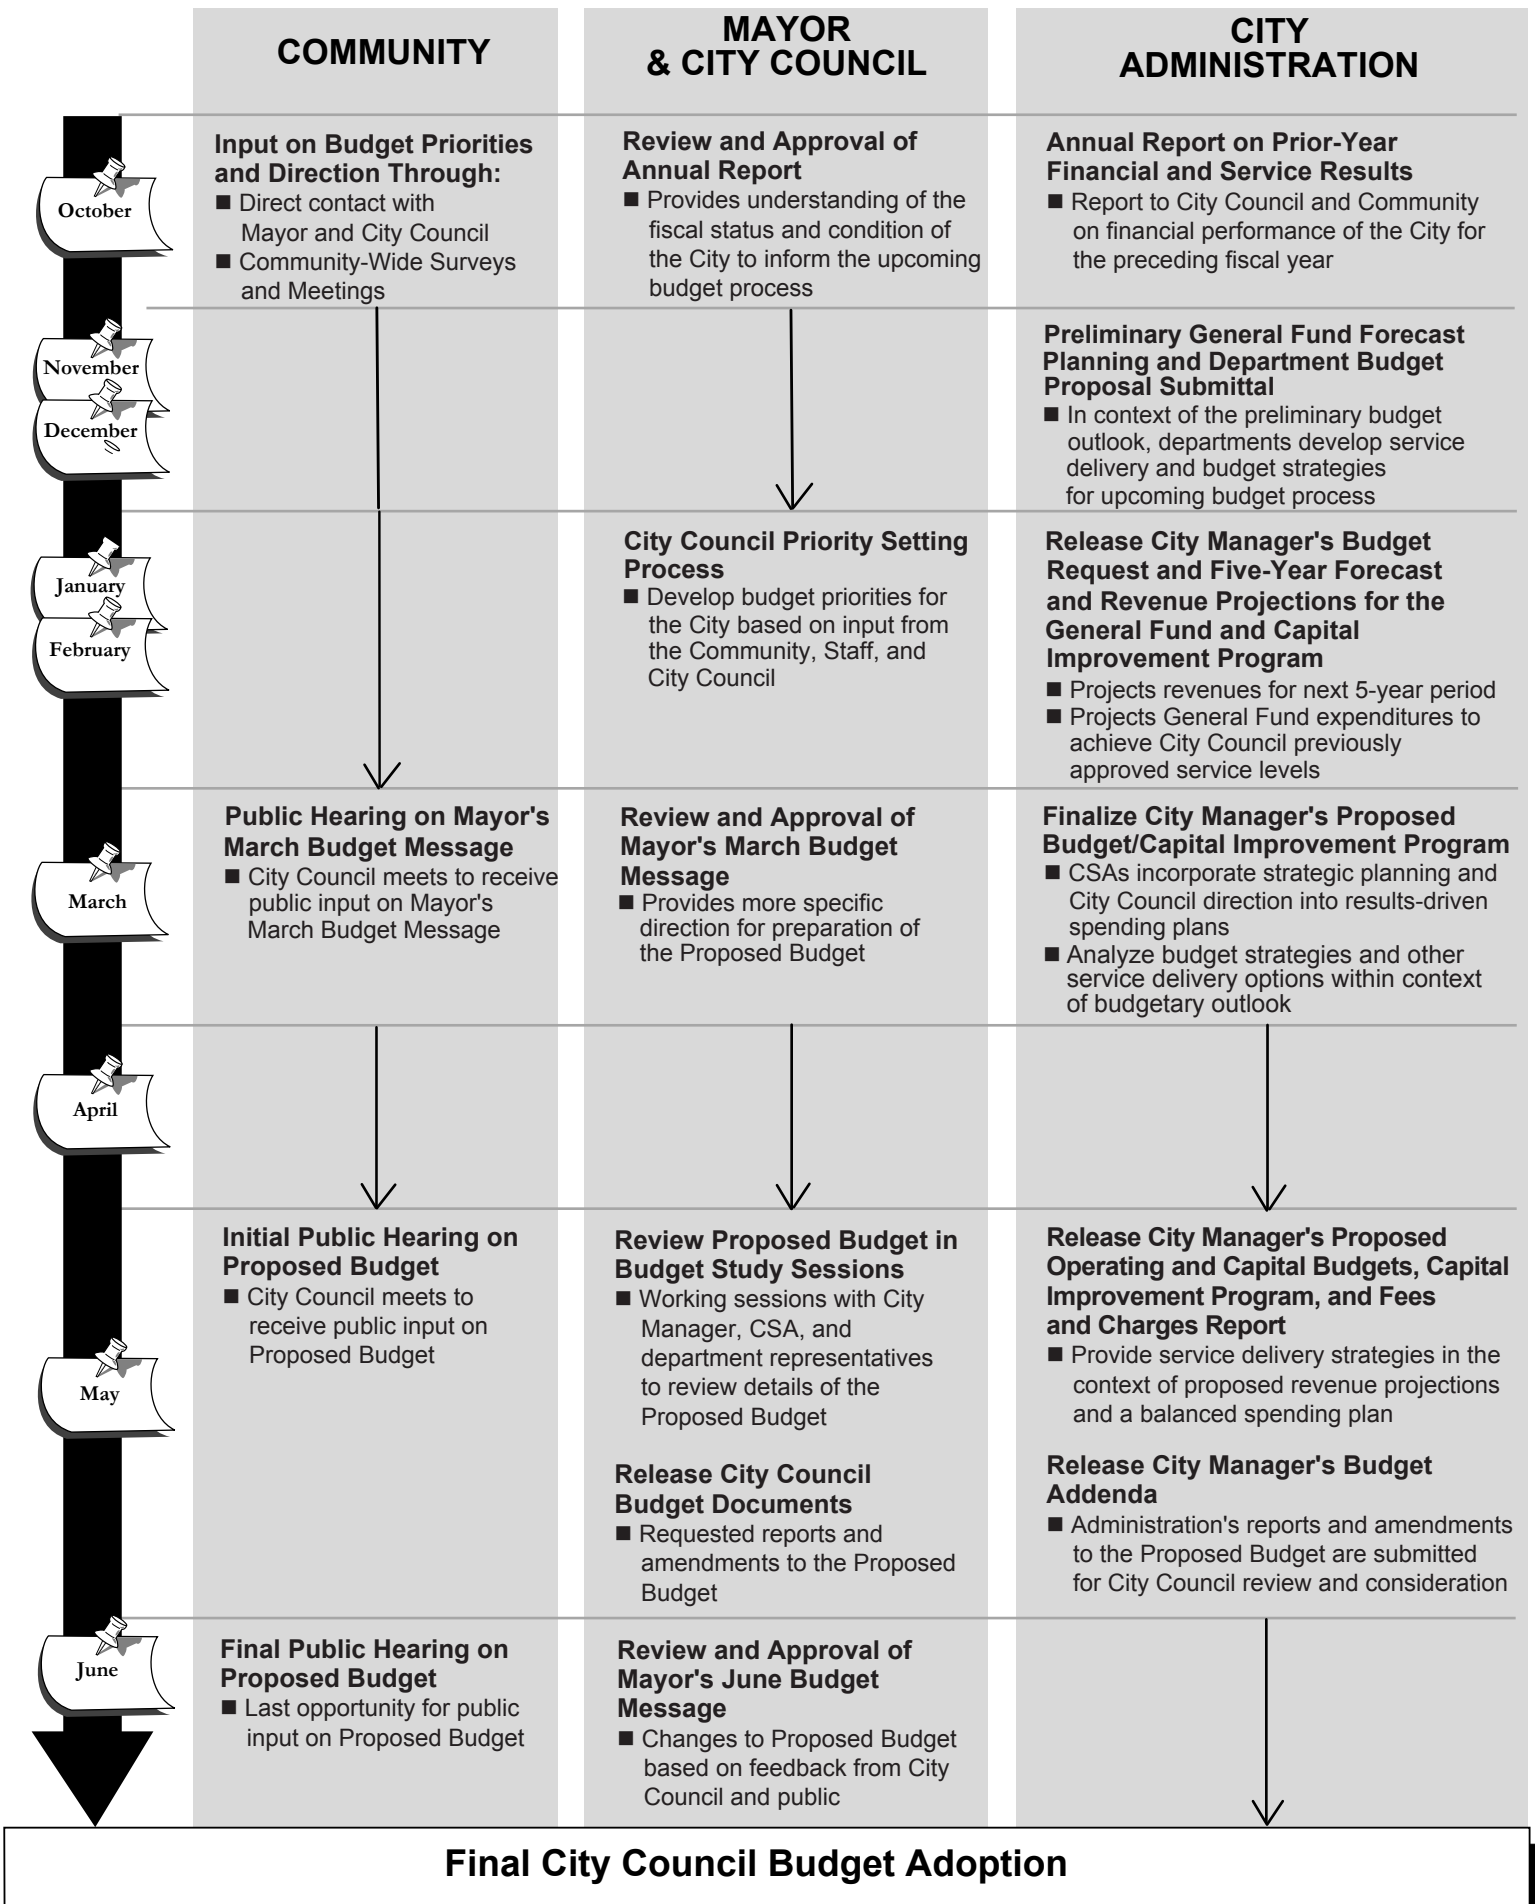 COMMUNITY
MAYOR
& CITY COUNCIL
CITY
ADMINISTRATION
October
Input on Budget Priorities
and Direction Through:
■ Direct contact with
Mayor and City Council
■ Community-Wide Surveys
and Meetings
Review and Approval of
Annual Report
■ Provides understanding of the
fiscal status and condition of
the City to inform the upcoming
budget process
Annual Report on Prior-Year
Financial and Service Results
■ Report to City Council and Community
on financial performance of the City for
the preceding fiscal year
November
December
Preliminary General Fund Forecast
Planning and Department Budget
Proposal Submittal
■ In context of the preliminary budget
outlook, departments develop service
delivery and budget strategies
for upcoming budget process
January
February
City Council Priority Setting
Process
■ Develop budget priorities for
the City based on input from
the Community, Staff, and
City Council
Release City Manager's Budget
Request and Five-Year Forecast
and Revenue Projections for the
General Fund and Capital
Improvement Program
■ Projects revenues for next 5-year period
■ Projects General Fund expenditures to
achieve City Council previously
approved service levels
March
Public Hearing on Mayor's
March Budget Message
■ City Council meets to receive
public input on Mayor's
March Budget Message
Review and Approval of
Mayor's March Budget
Message
■ Provides more specific
direction for preparation of
the Proposed Budget
Finalize City Manager's Proposed
Budget/Capital Improvement Program
■ CSAs incorporate strategic planning and
City Council direction into results-driven
spending plans
■ Analyze budget strategies and other
service delivery options within context
of budgetary outlook
April
May
Initial Public Hearing on
Proposed Budget
■ City Council meets to
receive public input on
Proposed Budget
Review Proposed Budget in
Budget Study Sessions
■ Working sessions with City
Manager, CSA, and
department representatives
to review details of the
Proposed Budget
Release City Council
Budget Documents
■ Requested reports and
amendments to the Proposed
Budget
Release City Manager's Proposed
Operating and Capital Budgets, Capital
Improvement Program, and Fees
and Charges Report
■ Provide service delivery strategies in the
context of proposed revenue projections
and a balanced spending plan
Release City Manager's Budget
Addenda
■ Administration's reports and amendments
to the Proposed Budget are submitted
for City Council review and consideration
June
Final Public Hearing on
Proposed Budget
■ Last opportunity for public
input on Proposed Budget
Review and Approval of
Mayor's June Budget
Message
■ Changes to Proposed Budget
based on feedback from City
Council and public
Final City Council Budget Adoption